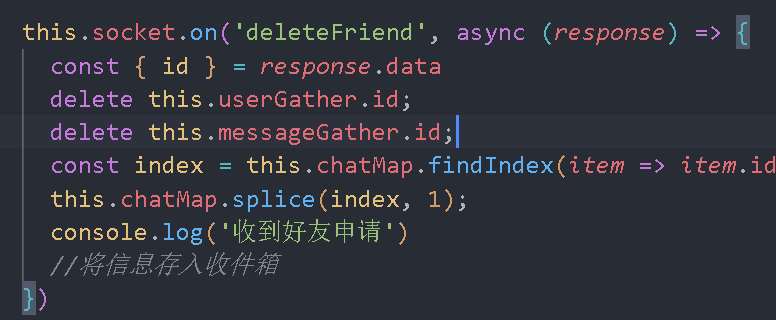 this.socket.on('deleteFriend', async (response) => {
const { id } = response.data
delete this.userGather.id;
delete this.messageGather.id;
const index = this.chatMap.findIndex(item => item.id
this.chatMap.splice(index, 1);
console.log('收到好友申请')
//将信息存入收件箱
})